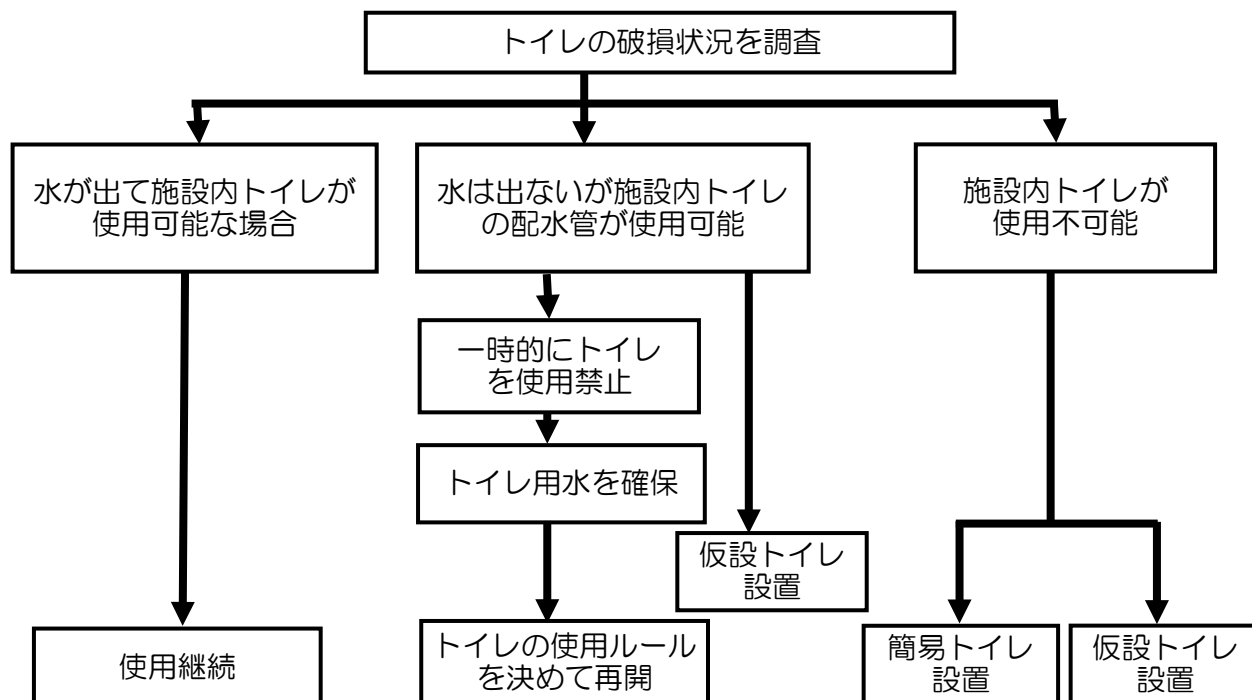 トイレの破損状況を調査
水が出て施設内トイレが
使用可能な場合
水は出ないが施設内トイレ
の配水管が使用可能
施設内トイレが
使用不可能
一時的にトイレ
を使用禁止
トイレ用水を確保
仮設トイレ
設置
使用継続
トイレの使用ルール
を決めて再開
簡易トイレ
設置
仮設トイレ
設置